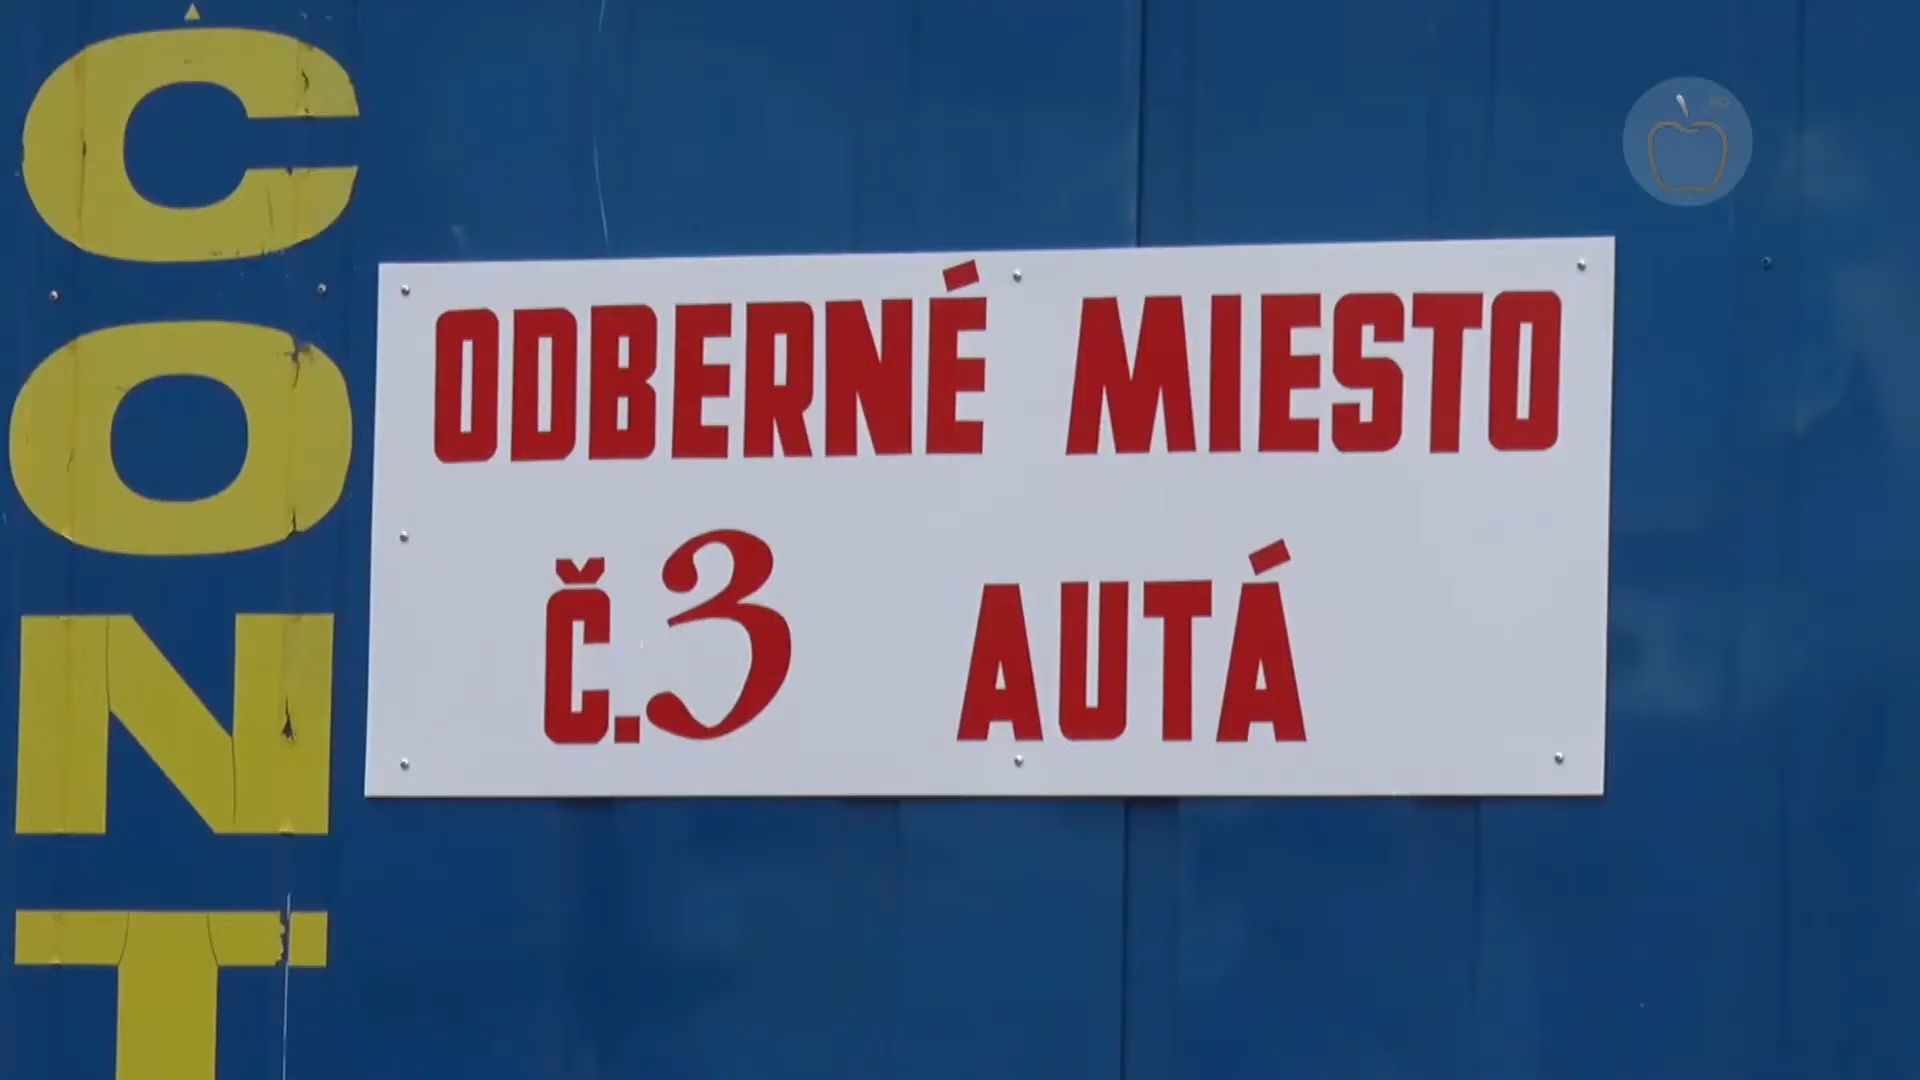 CONT
ODBERNÉ MIESTO
Č.3 AUTÁ